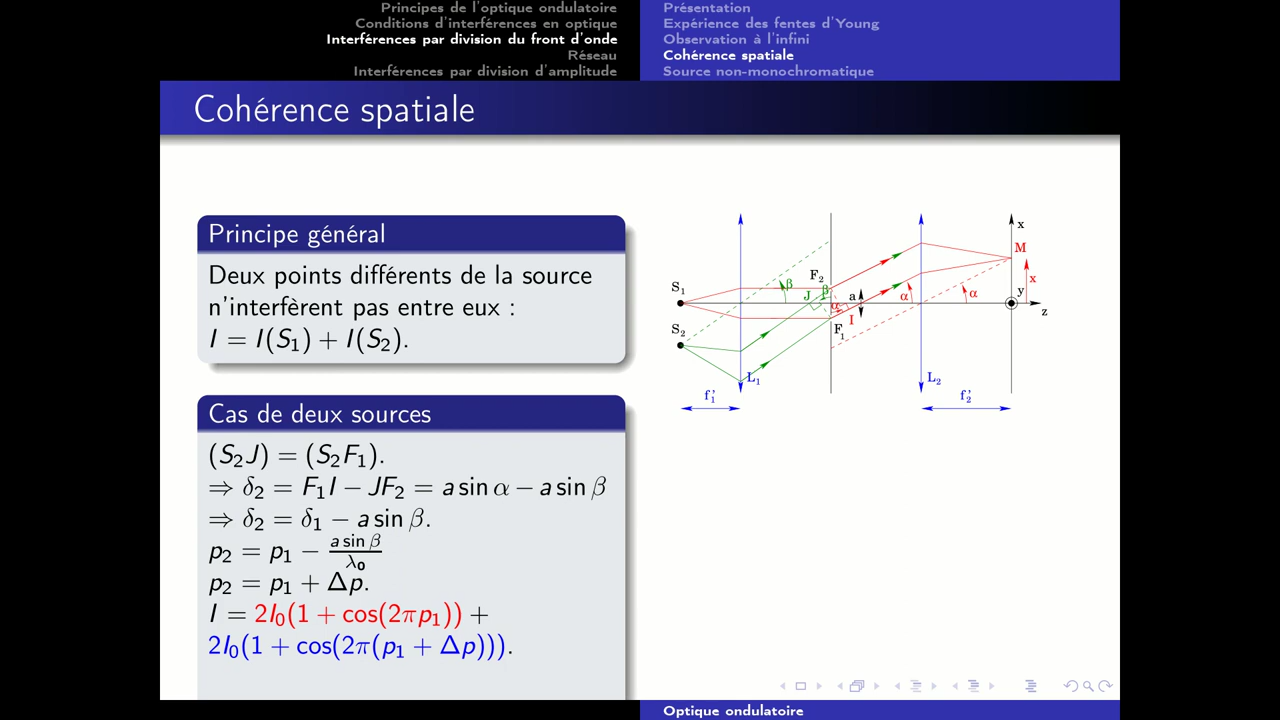 Principes de l'optique ondulatoire
Conditions d'interférences en optique
Interférences par division du front d'onde
Réseau
Interférences par division d'amplitude
Présentation
Expérience des fentes d'Young
Observation à l'infini
Cohérence spatiale
Source non-monochromatique
Cohérence spatiale
Principe général
Deux points différents de la source
n'interfèrent pas entre eux :
I = I(S₁) + I(S₂).
Cas de deux sources
(S₂J) = (S₂F₁).
⇒ δ₂ = F₁I − JF₂ = a sin α − a sin β
⇒ δ₂ = δ₁ − a sin β.
p₂ = p₁ − a sin β / λ₀
p₂ = p₁ + Δp.
I = 2I₀(1 + cos(2πp₁)) +
2I₀(1 + cos(2π(p₁ + Δp))).
x
M
S₁
F₂
β
J
β
a
α
α
α
x
y
z
I
S₂
F₁
L₁
L₂
f'₁
f'₂
Optique ondulatoire